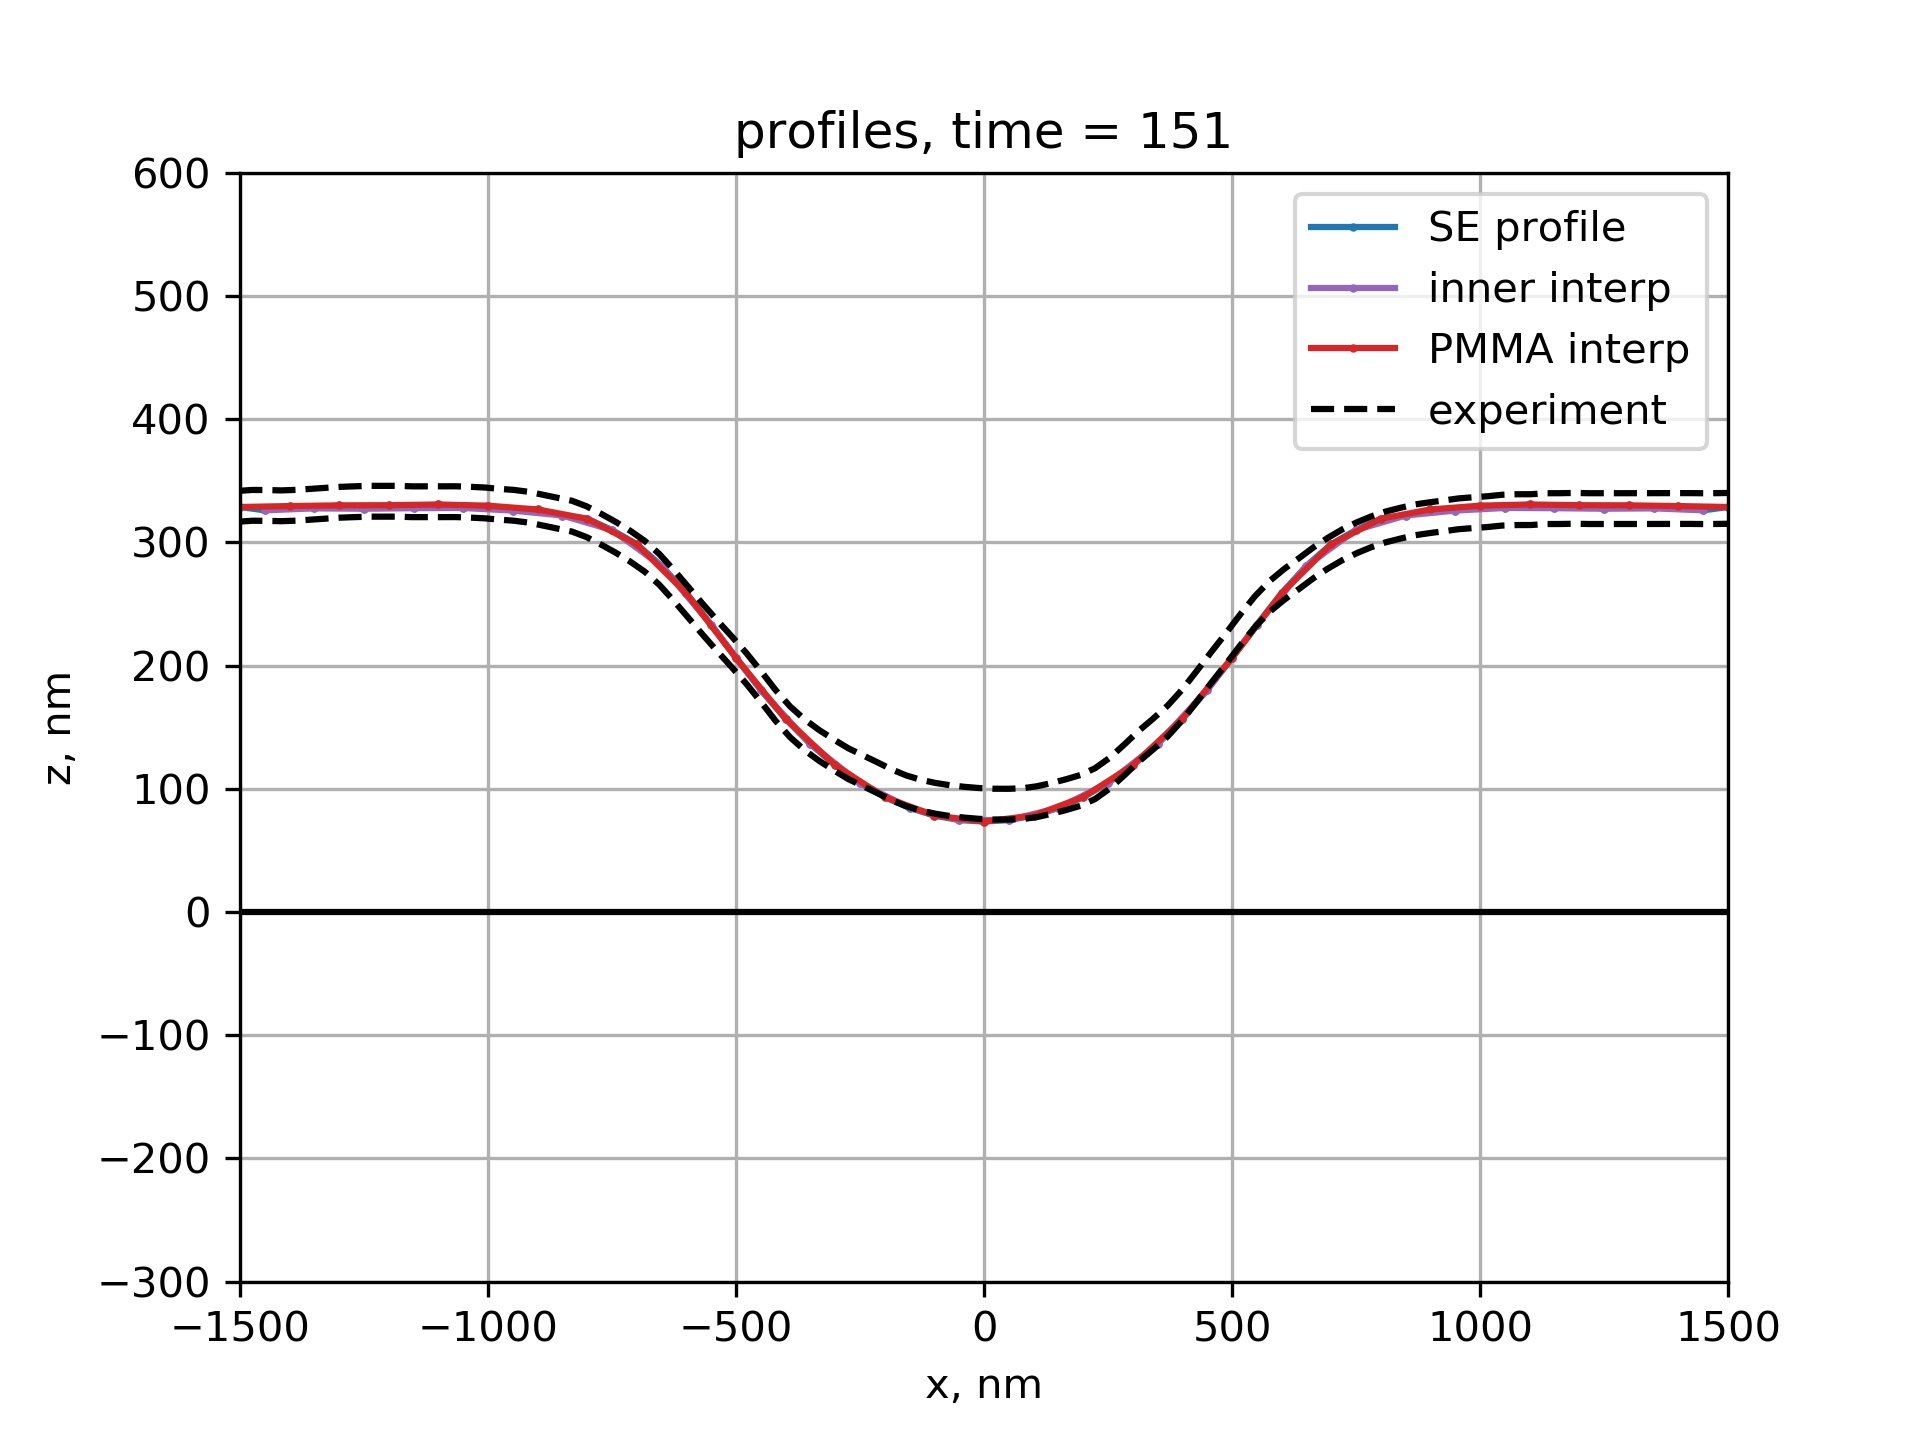 profiles, time = 151
600
500
400
300
200
100
0
−100
−200
−300
z, nm
SE profile
inner interp
PMMA interp
experiment
−1500 −1000 −500 0 500 1000 1500
x, nm